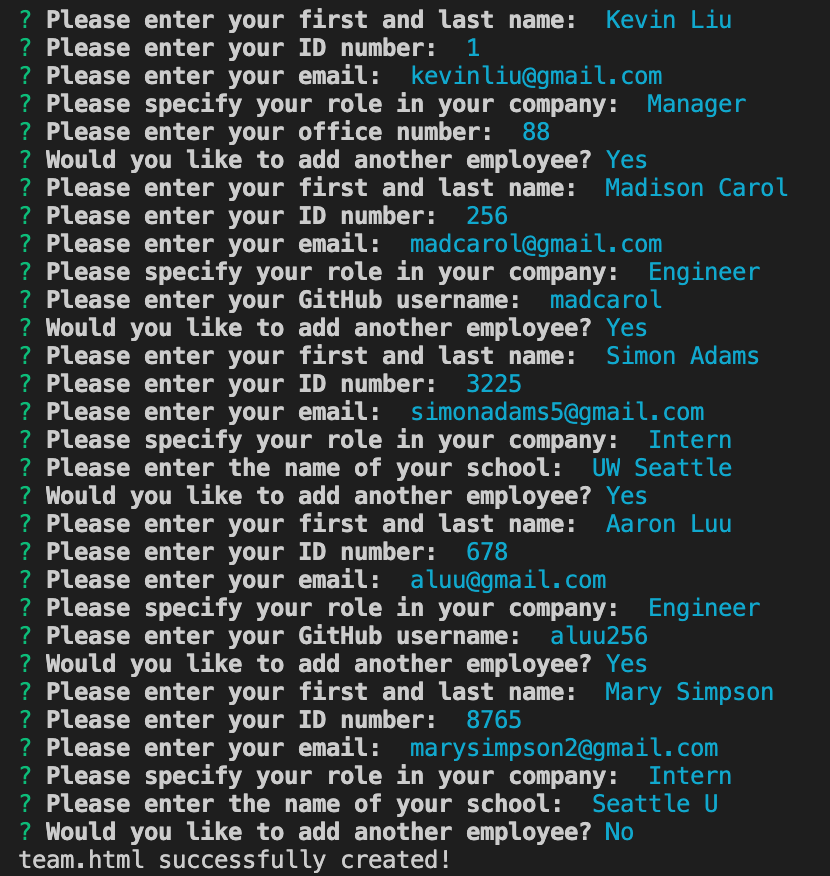 ? Please enter your first and last name:  Kevin Liu
? Please enter your ID number:  1
? Please enter your email:  kevinliu@gmail.com
? Please specify your role in your company:  Manager
? Please enter your office number:  88
? Would you like to add another employee? Yes
? Please enter your first and last name:  Madison Carol
? Please enter your ID number:  256
? Please enter your email:  madcarol@gmail.com
? Please specify your role in your company:  Engineer
? Please enter your GitHub username:  madcarol
? Would you like to add another employee? Yes
? Please enter your first and last name:  Simon Adams
? Please enter your ID number:  3225
? Please enter your email:  simonadams5@gmail.com
? Please specify your role in your company:  Intern
? Please enter the name of your school:  UW Seattle
? Would you like to add another employee? Yes
? Please enter your first and last name:  Aaron Luu
? Please enter your ID number:  678
? Please enter your email:  aluu@gmail.com
? Please specify your role in your company:  Engineer
? Please enter your GitHub username:  aluu256
? Would you like to add another employee? Yes
? Please enter your first and last name:  Mary Simpson
? Please enter your ID number:  8765
? Please enter your email:  marysimpson2@gmail.com
? Please specify your role in your company:  Intern
? Please enter the name of your school:  Seattle U
? Would you like to add another employee? No
team.html successfully created!